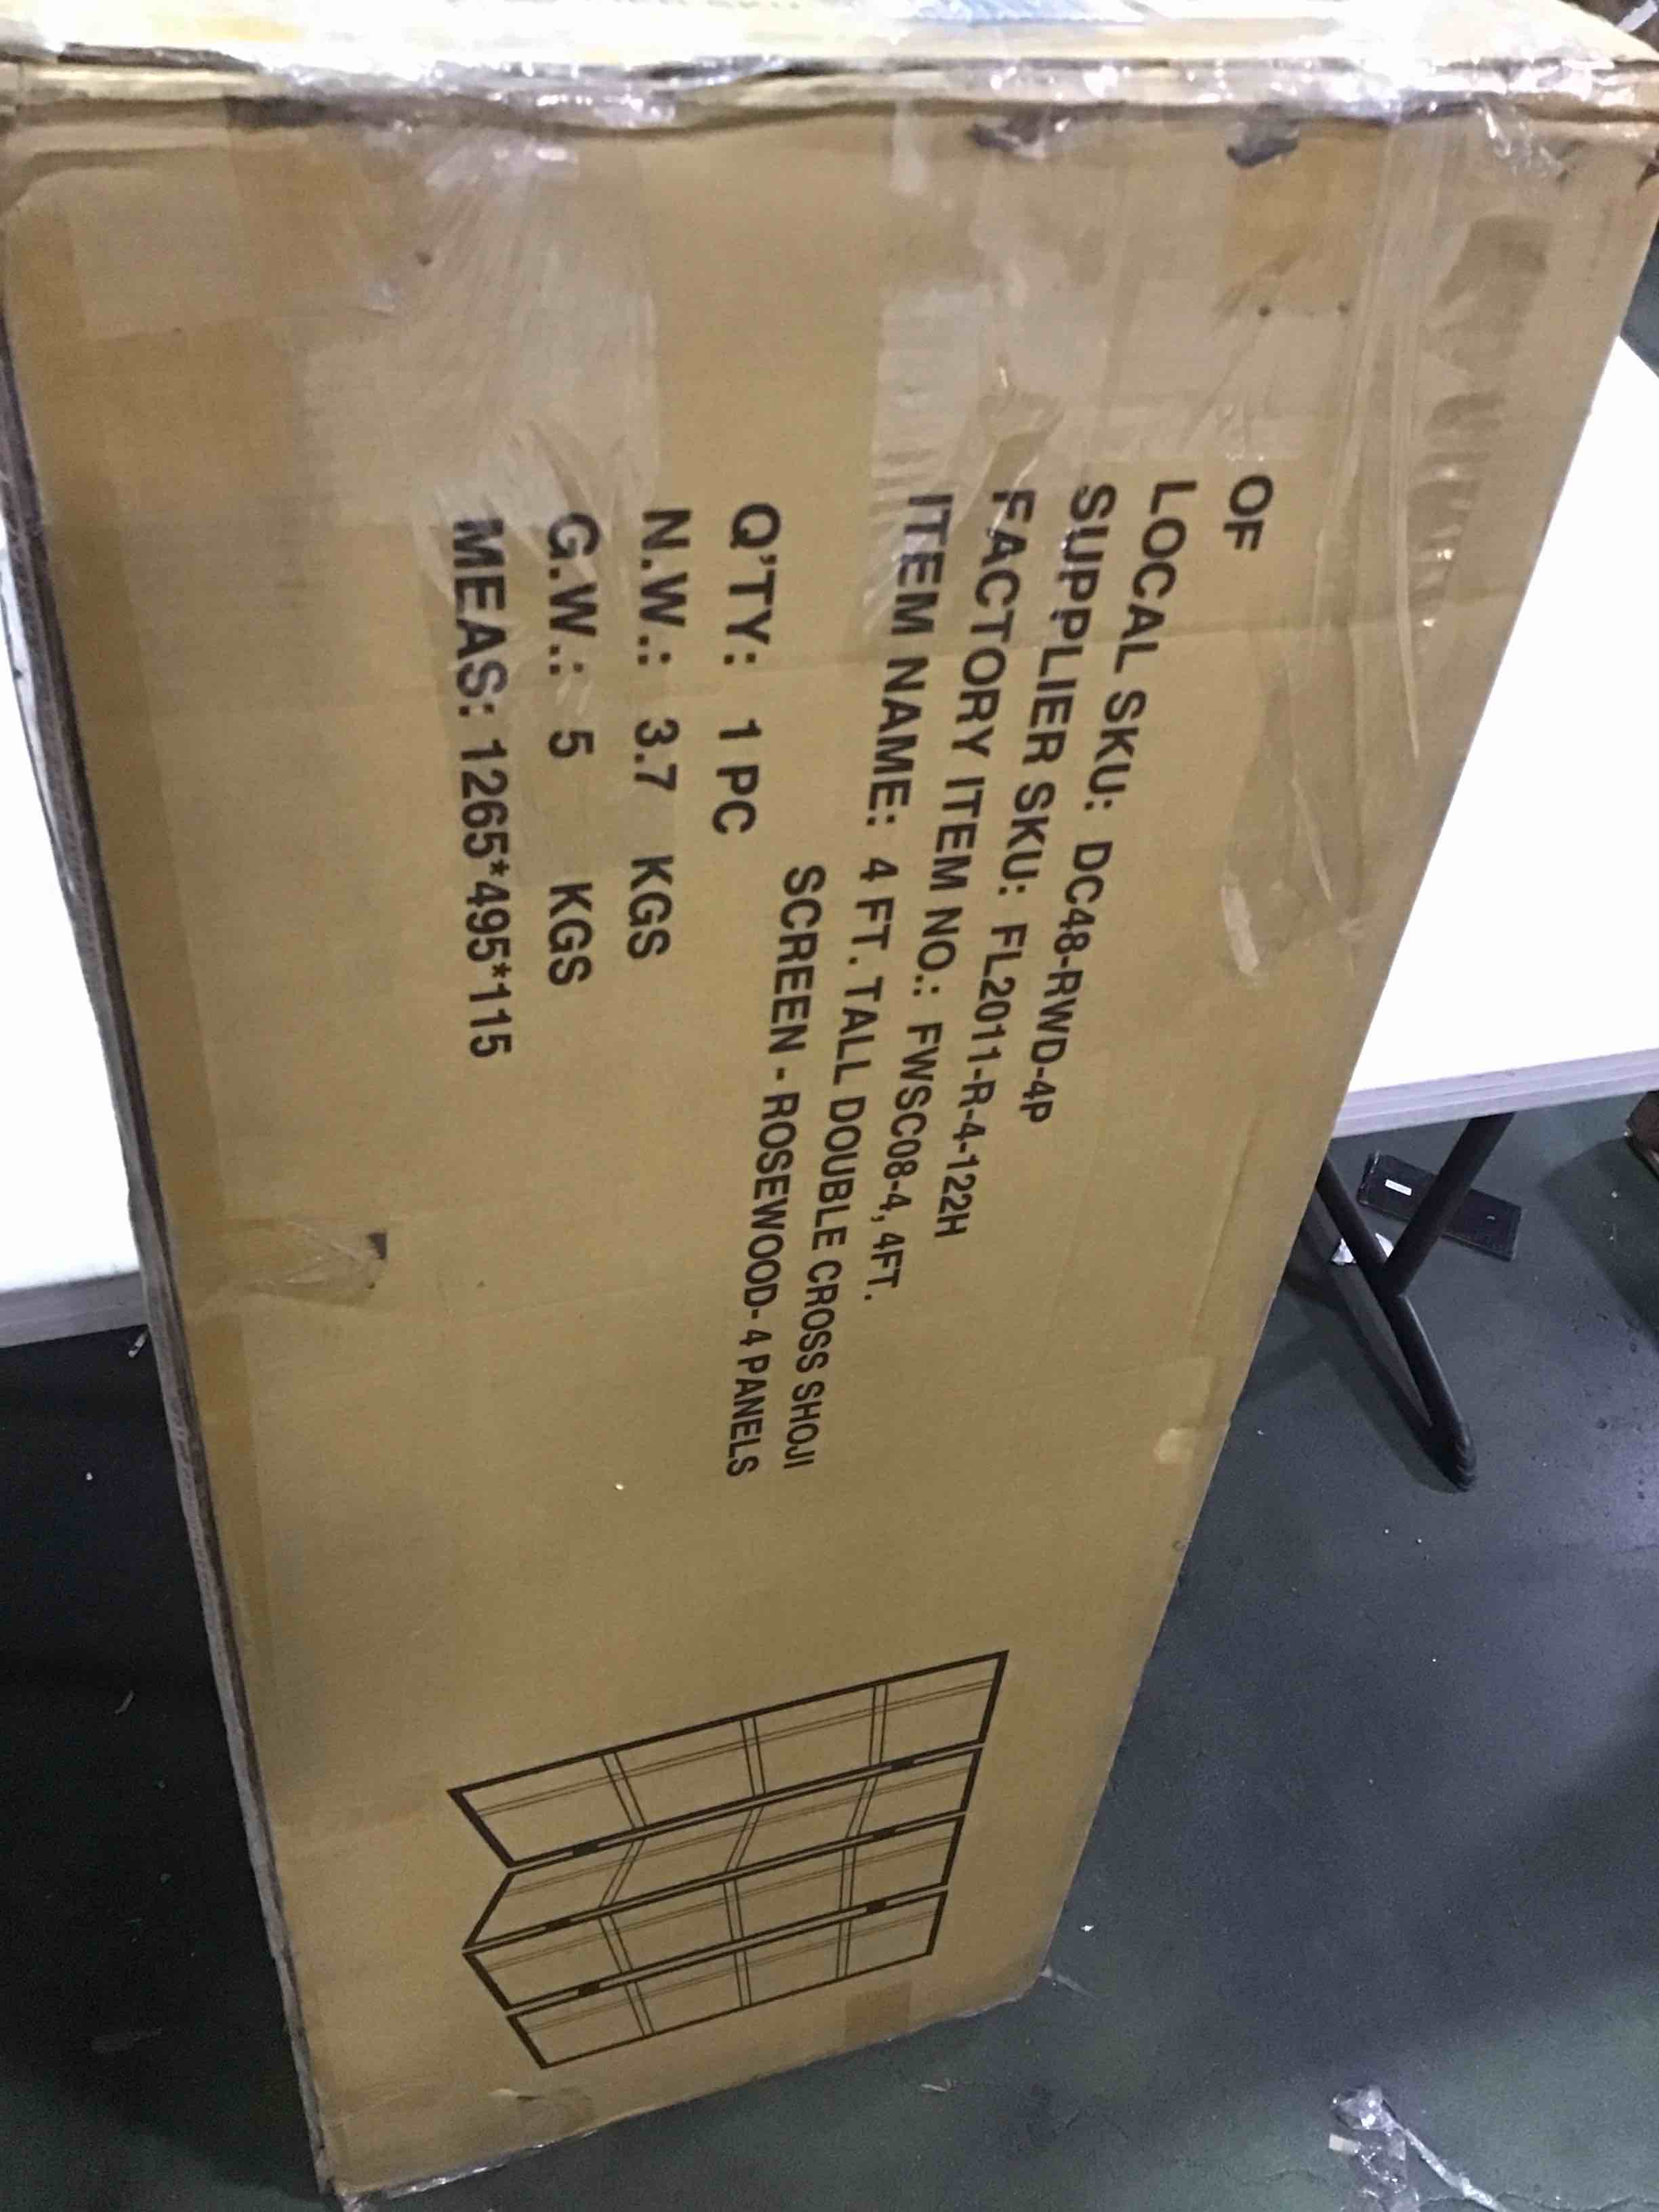 OF
LOCAL SKU: DC48-RWD-4P
SUPPLIER SKU: FL2011-R-4-122H
FACTORY ITEM NO.: FWSC08-4, 4FT.
ITEM NAME: 4 FT. TALL DOUBLE CROSS SHOJI
SCREEN - ROSEWOOD- 4 PANELS
Q'TY: 1 PC
N.W.: 3.7 KGS
G.W.: 5 KGS
MEAS: 1265*495*115